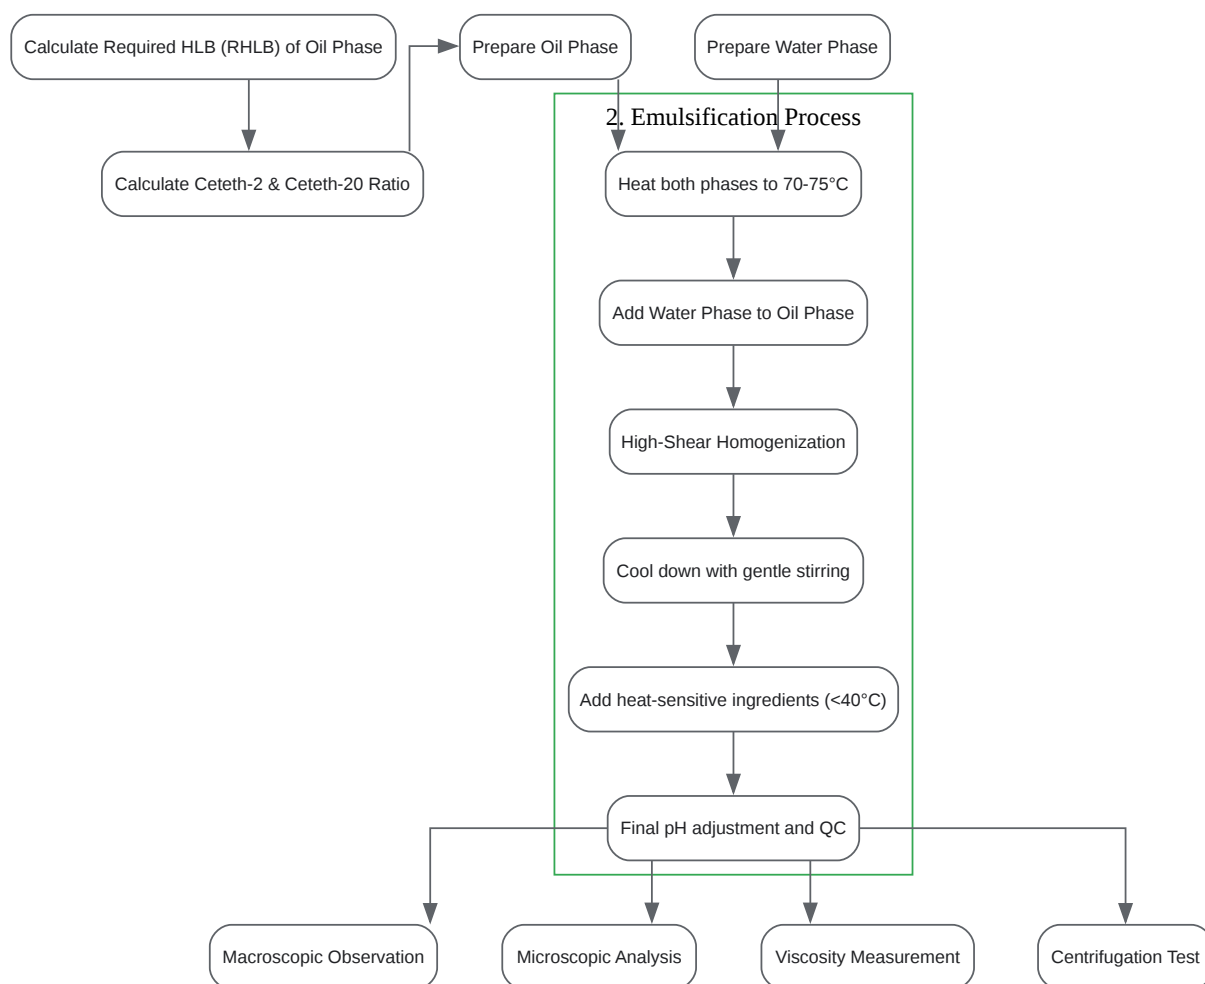 Calculate Required HLB (RHLB) of Oil Phase
Prepare Oil Phase
Prepare Water Phase
2. Emulsification Process
Calculate Ceteth-2 & Ceteth-20 Ratio
Heat both phases to 70-75°C
Add Water Phase to Oil Phase
High-Shear Homogenization
Cool down with gentle stirring
Add heat-sensitive ingredients (<40°C)
Final pH adjustment and QC
Macroscopic Observation
Microscopic Analysis
Viscosity Measurement
Centrifugation Test